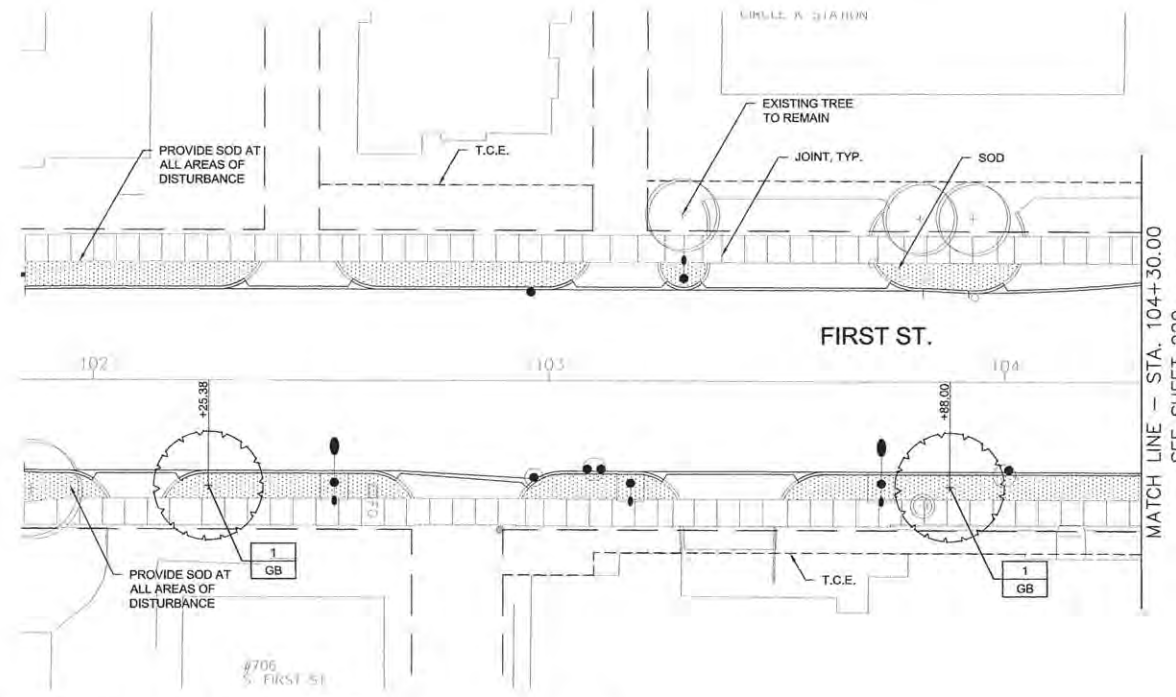 CIRCLE K STATION
EXISTING TREE
TO REMAIN
PROVIDE SOD AT
ALL AREAS OF
DISTURBANCE
T.C.E.
JOINT, TYP.
SOD
FIRST ST.
102
103
104
+25.38
+88.00
MATCH LINE – STA. 104+30.00
1
GB
PROVIDE SOD AT
ALL AREAS OF
DISTURBANCE
T.C.E.
1
GB
#706
S. FIRST ST